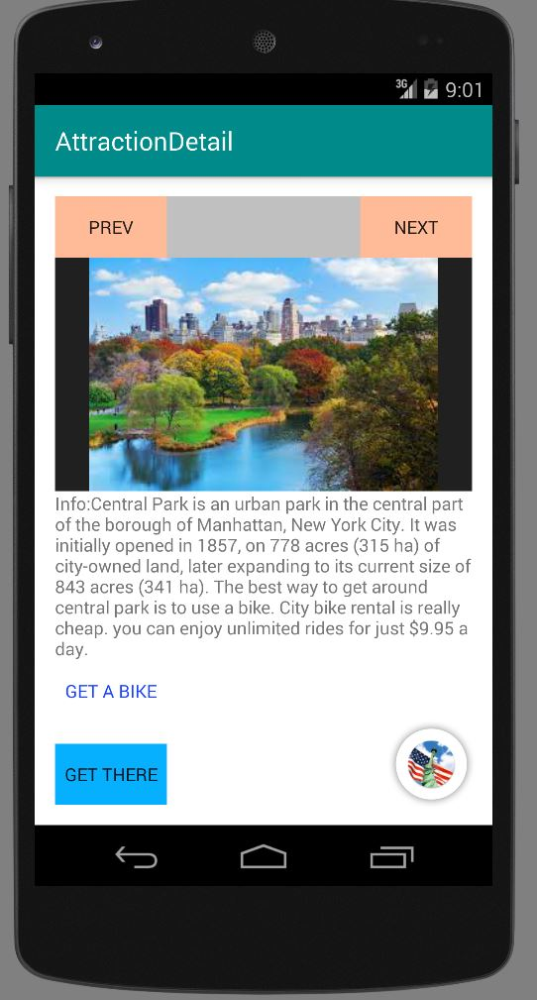 3G 9:01
AttractionDetail
PREV NEXT
Info:Central Park is an urban park in the central part
of the borough of Manhattan, New York City. It was
initially opened in 1857, on 778 acres (315 ha) of
city-owned land, later expanding to its current size of
843 acres (341 ha). The best way to get around
central park is to use a bike. City bike rental is really
cheap. you can enjoy unlimited rides for just $9.95 a
day.
GET A BIKE
GET THERE